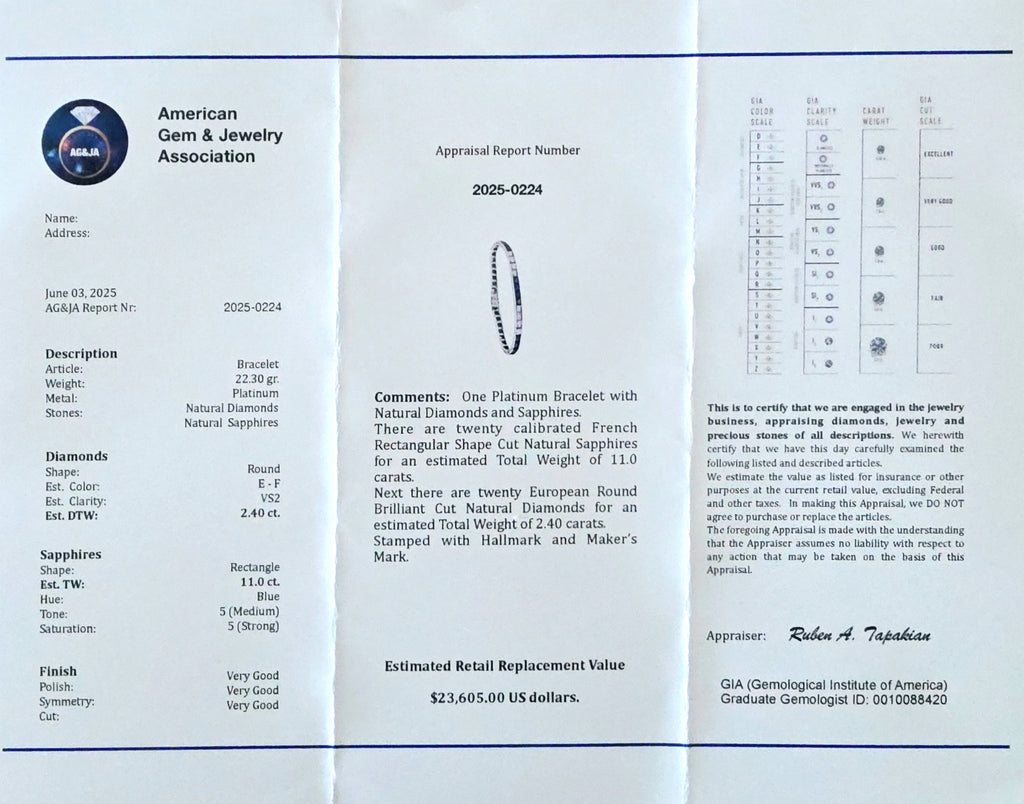 AG&JA
American
Gem & Jewelry
Association
Name:
Address:
June 03, 2025
AG&JA Report Nr: 2025-0224
Description
Article: Bracelet
Weight: 22.30 gr.
Metal: Platinum
Stones: Natural Diamonds
Natural Sapphires
Diamonds
Shape: Round
Est. Color: E - F
Est. Clarity: VS2
Est. DTW: 2.40 ct.
Sapphires
Shape: Rectangle
Est. TW: 11.0 ct.
Hue: Blue
Tone: 5 (Medium)
Saturation: 5 (Strong)
Finish
Polish: Very Good
Symmetry: Very Good
Cut: Very Good
Appraisal Report Number
2025-0224
Comments: One Platinum Bracelet with
Natural Diamonds and Sapphires.
There are twenty calibrated French
Rectangular Shape Cut Natural Sapphires
for an estimated Total Weight of 11.0
carats.
Next there are twenty European Round
Brilliant Cut Natural Diamonds for an
estimated Total Weight of 2.40 carats.
Stamped with Hallmark and Maker's
Mark.
Estimated Retail Replacement Value
$23,605.00 US dollars.
GIA COLOR SCALE
GIA CLARITY SCALE
CARAT WEIGHT
GIA CUT SCALE
D
E
F
G
H
I
J
K
L
M
N
O
P
Q
R
S
T
U
V
W
X
Y
Z
EXCELLENT
VERY GOOD
GOOD
FAIR
POOR
This is to certify that we are engaged in the jewelry
business, appraising diamonds, jewelry and
precious stones of all descriptions. We herewith
certify that we have this day carefully examined the
following listed and described articles.
We estimate the value as listed for insurance or other
purposes at the current retail value, excluding Federal
and other taxes. In making this Appraisal, we DO NOT
agree to purchase or replace the articles.
The foregoing Appraisal is made with the understanding
that the Appraiser assumes no liability with respect to
any action that may be taken on the basis of this
Appraisal.
Appraiser: Ruben A. Tapakian
GIA (Gemological Institute of America)
Graduate Gemologist ID: 0010088420